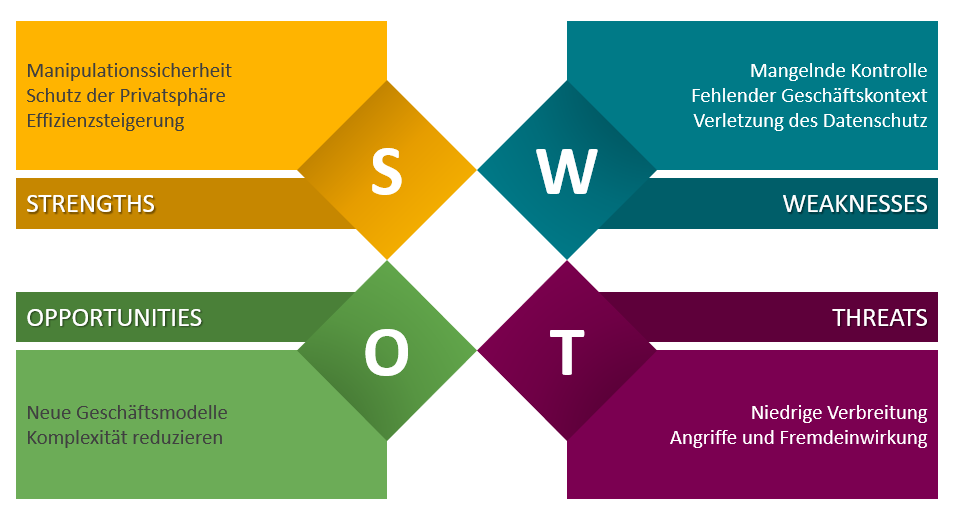 Manipulationssicherheit
Schutz der Privatsphäre
Effizienzsteigerung
S
STRENGTHS
Mangelnde Kontrolle
Fehlender Geschäftskontext
Verletzung des Datenschutz
W
WEAKNESSES
OPPORTUNITIES
O
Neue Geschäftsmodelle
Komplexität reduzieren
THREATS
T
Niedrige Verbreitung
Angriffe und Fremdeinwirkung